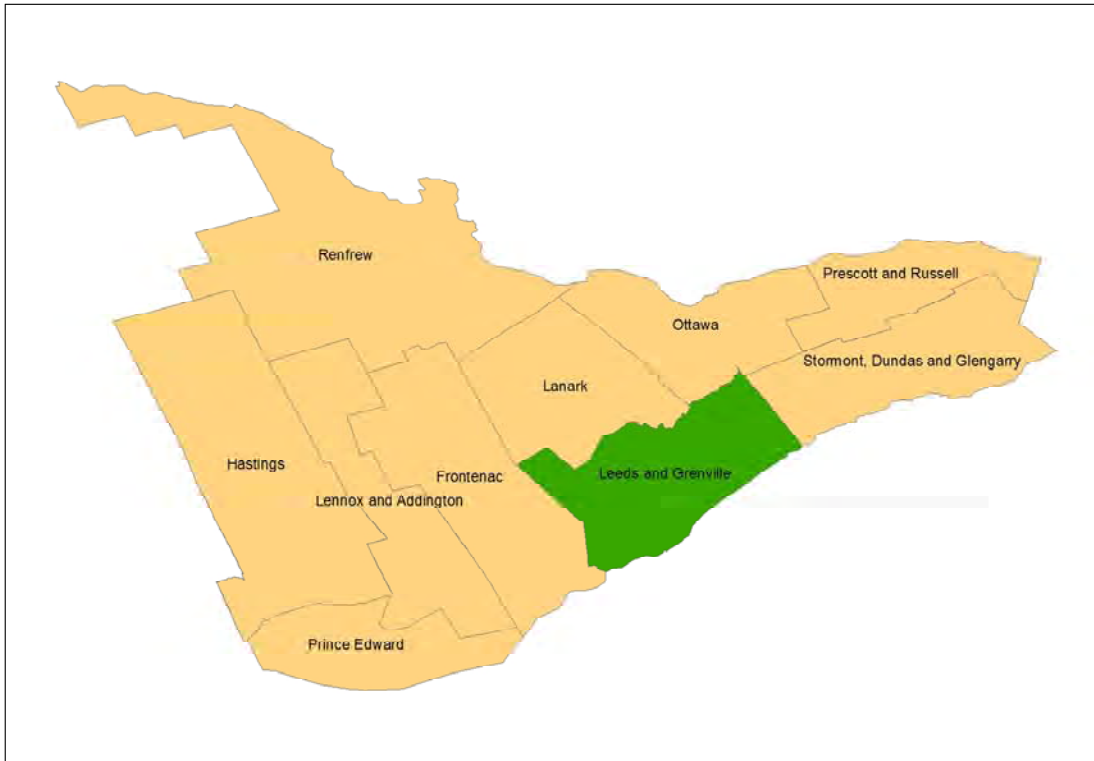 Renfrew
Prescott and Russell
Ottawa
Stormont, Dundas and Glengarry
Lanark
Hastings
Leeds and Grenville
Frontenac
Lennox and Addington
Prince Edward